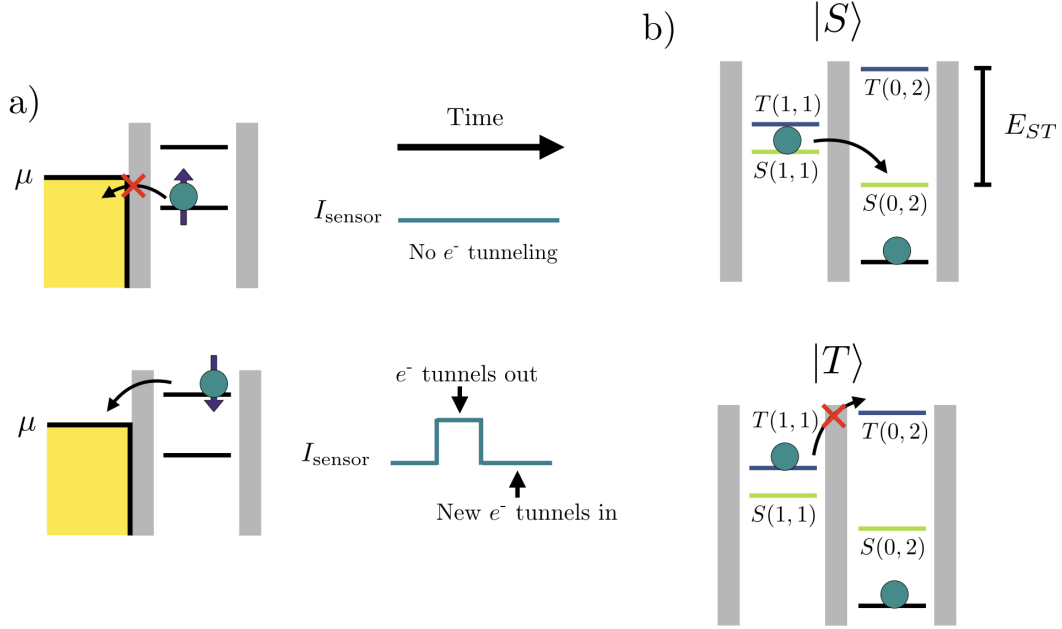 a)
μ
Time
I_sensor
No e⁻ tunneling
μ
e⁻ tunnels out
I_sensor
New e⁻ tunnels in
b)
|S⟩
T(1,1)
S(1,1)
T(0,2)
S(0,2)
E_ST
|T⟩
T(1,1)
S(1,1)
T(0,2)
S(0,2)